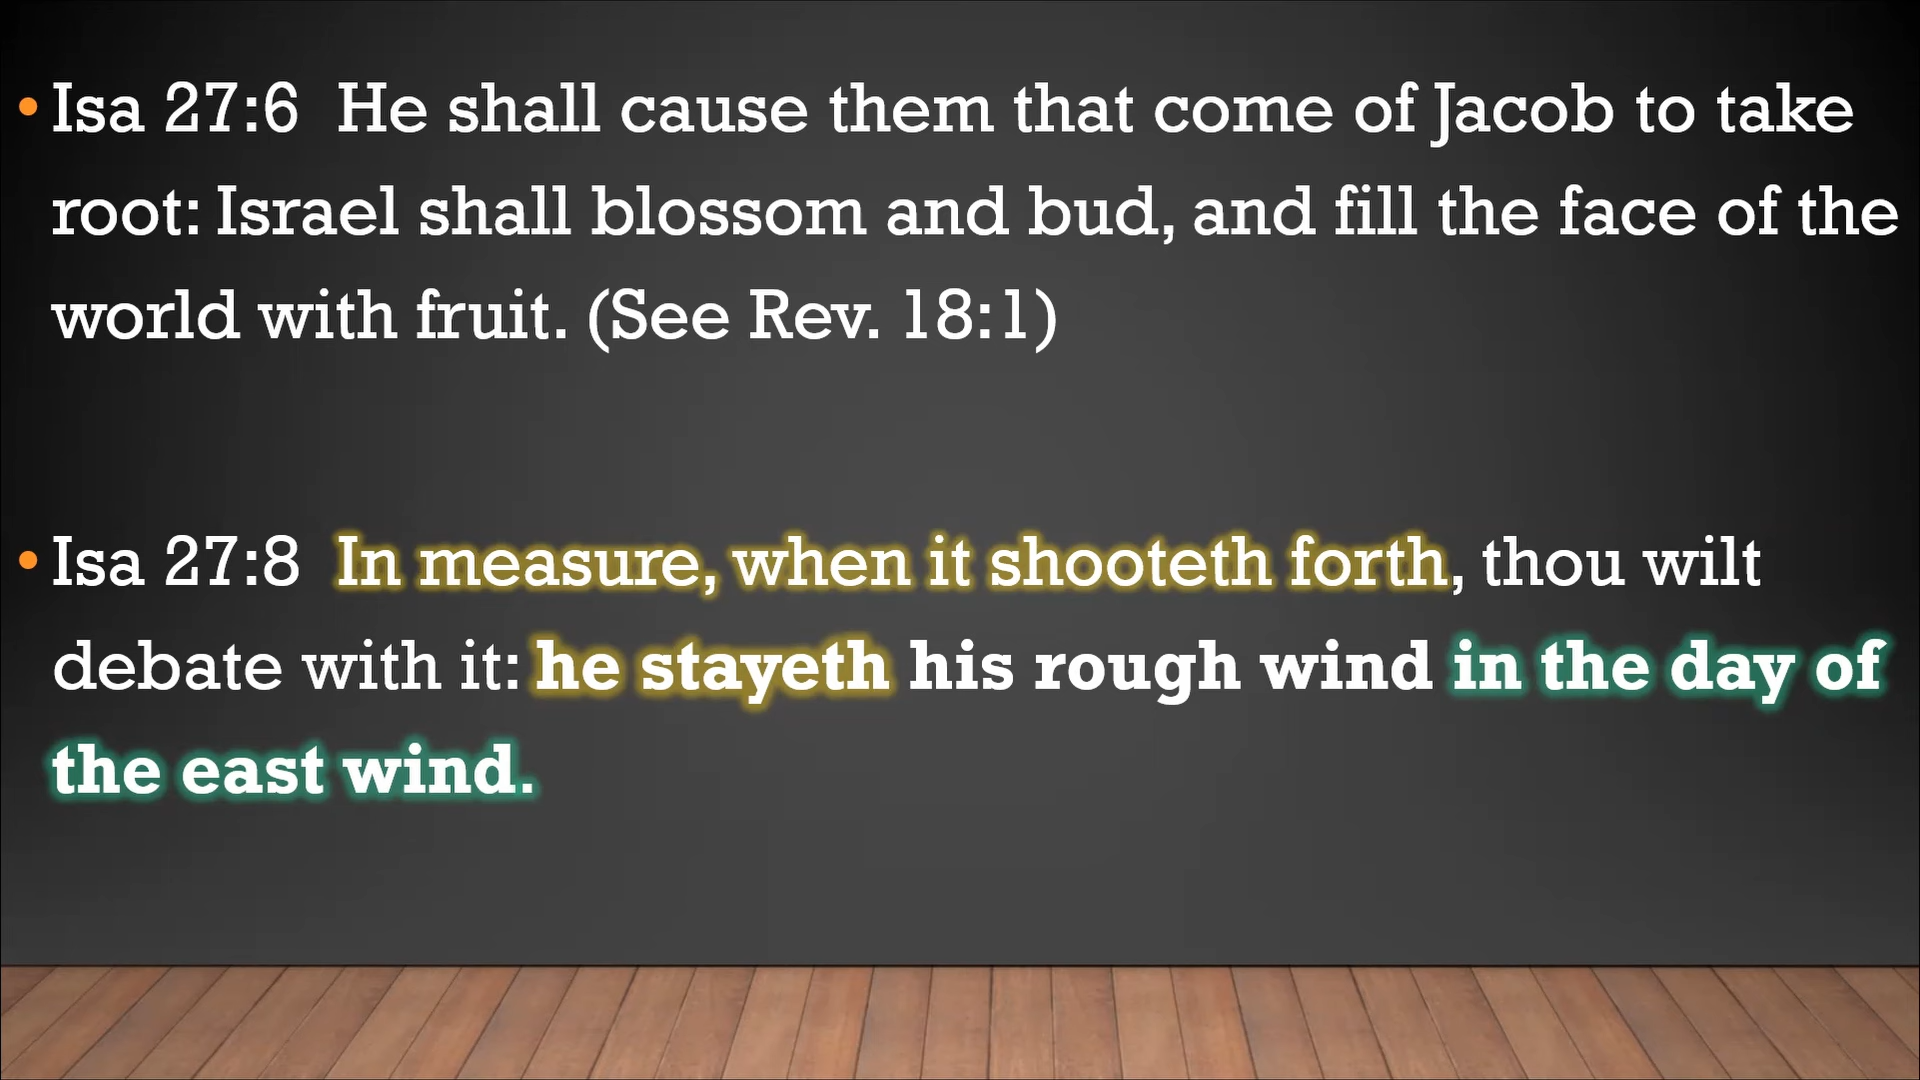 • Isa 27:6  He shall cause them that come of Jacob to take
root: Israel shall blossom and bud, and fill the face of the
world with fruit. (See Rev. 18:1)
• Isa 27:8  In measure, when it shooteth forth, thou wilt
debate with it: he stayeth his rough wind in the day of
the east wind.